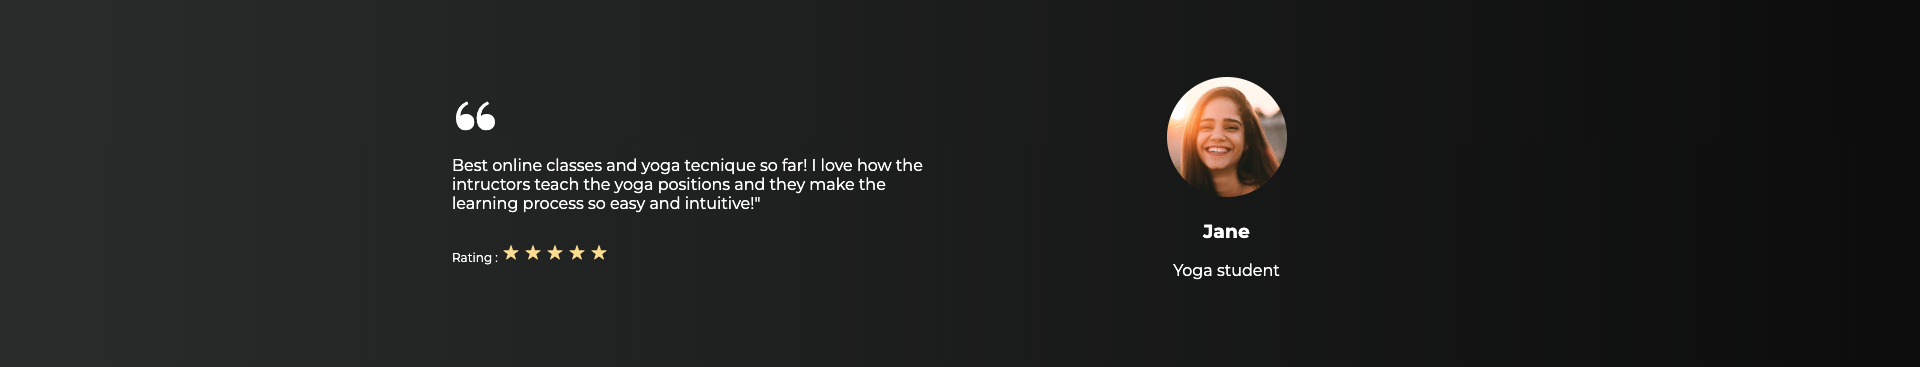 “
Best online classes and yoga tecnique so far! I love how the
intructors teach the yoga positions and they make the
learning process so easy and intuitive!"
Rating : ★ ★ ★ ★ ★
Jane
Yoga student